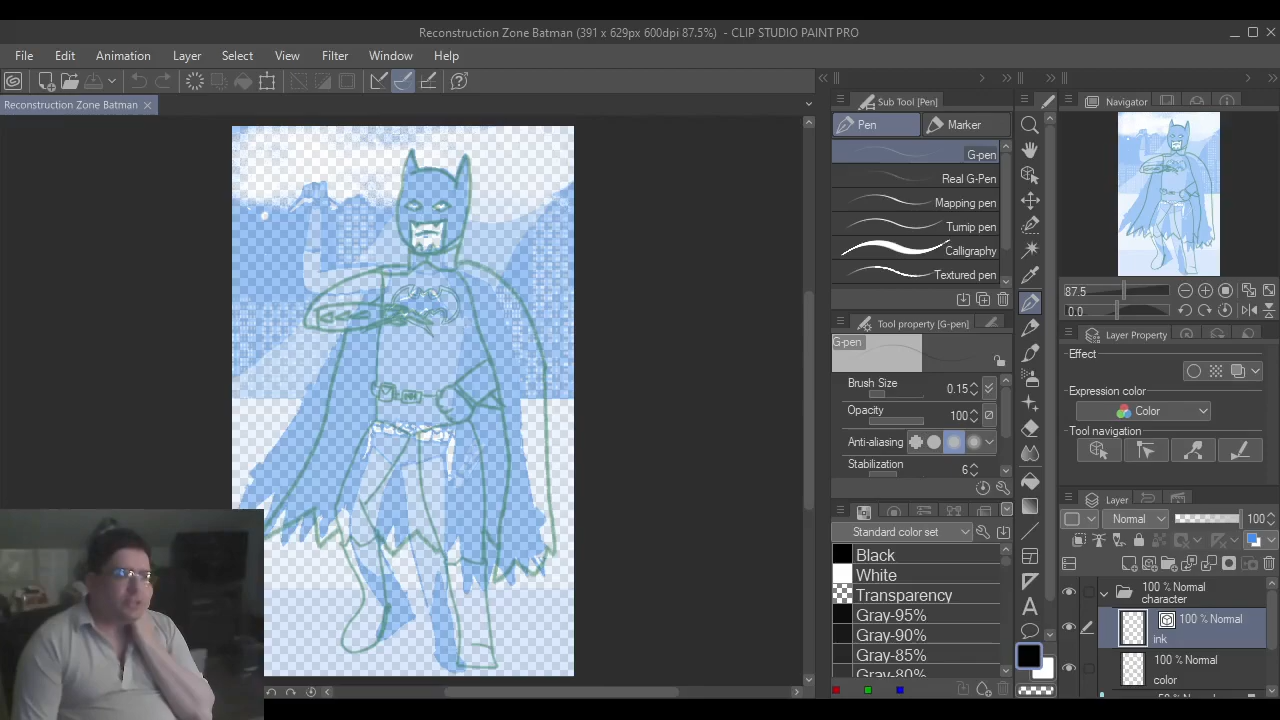 Reconstruction Zone Batman (391 x 629px 600dpi 87.5%) - CLIP STUDIO PAINT PRO
File Edit Animation Layer Select View Filter Window Help
Reconstruction Zone Batman
Sub Tool [Pen]
Pen Marker
G-pen
Real G-Pen
Mapping pen
Turnip pen
Calligraphy
Textured pen
Tool property [G-pen]
G-pen
Brush Size 0.15
Opacity 100
Anti-aliasing
Stabilization 6
Standard color set
Black
White
Transparency
Gray-95%
Gray-90%
Gray-85%
Gray-80%
Navigator
87.5
0.0
Layer Property
Effect
Expression color
Color
Tool navigation
Layer
Normal 100
100 % Normal
character
100 % Normal
ink
100 % Normal
color